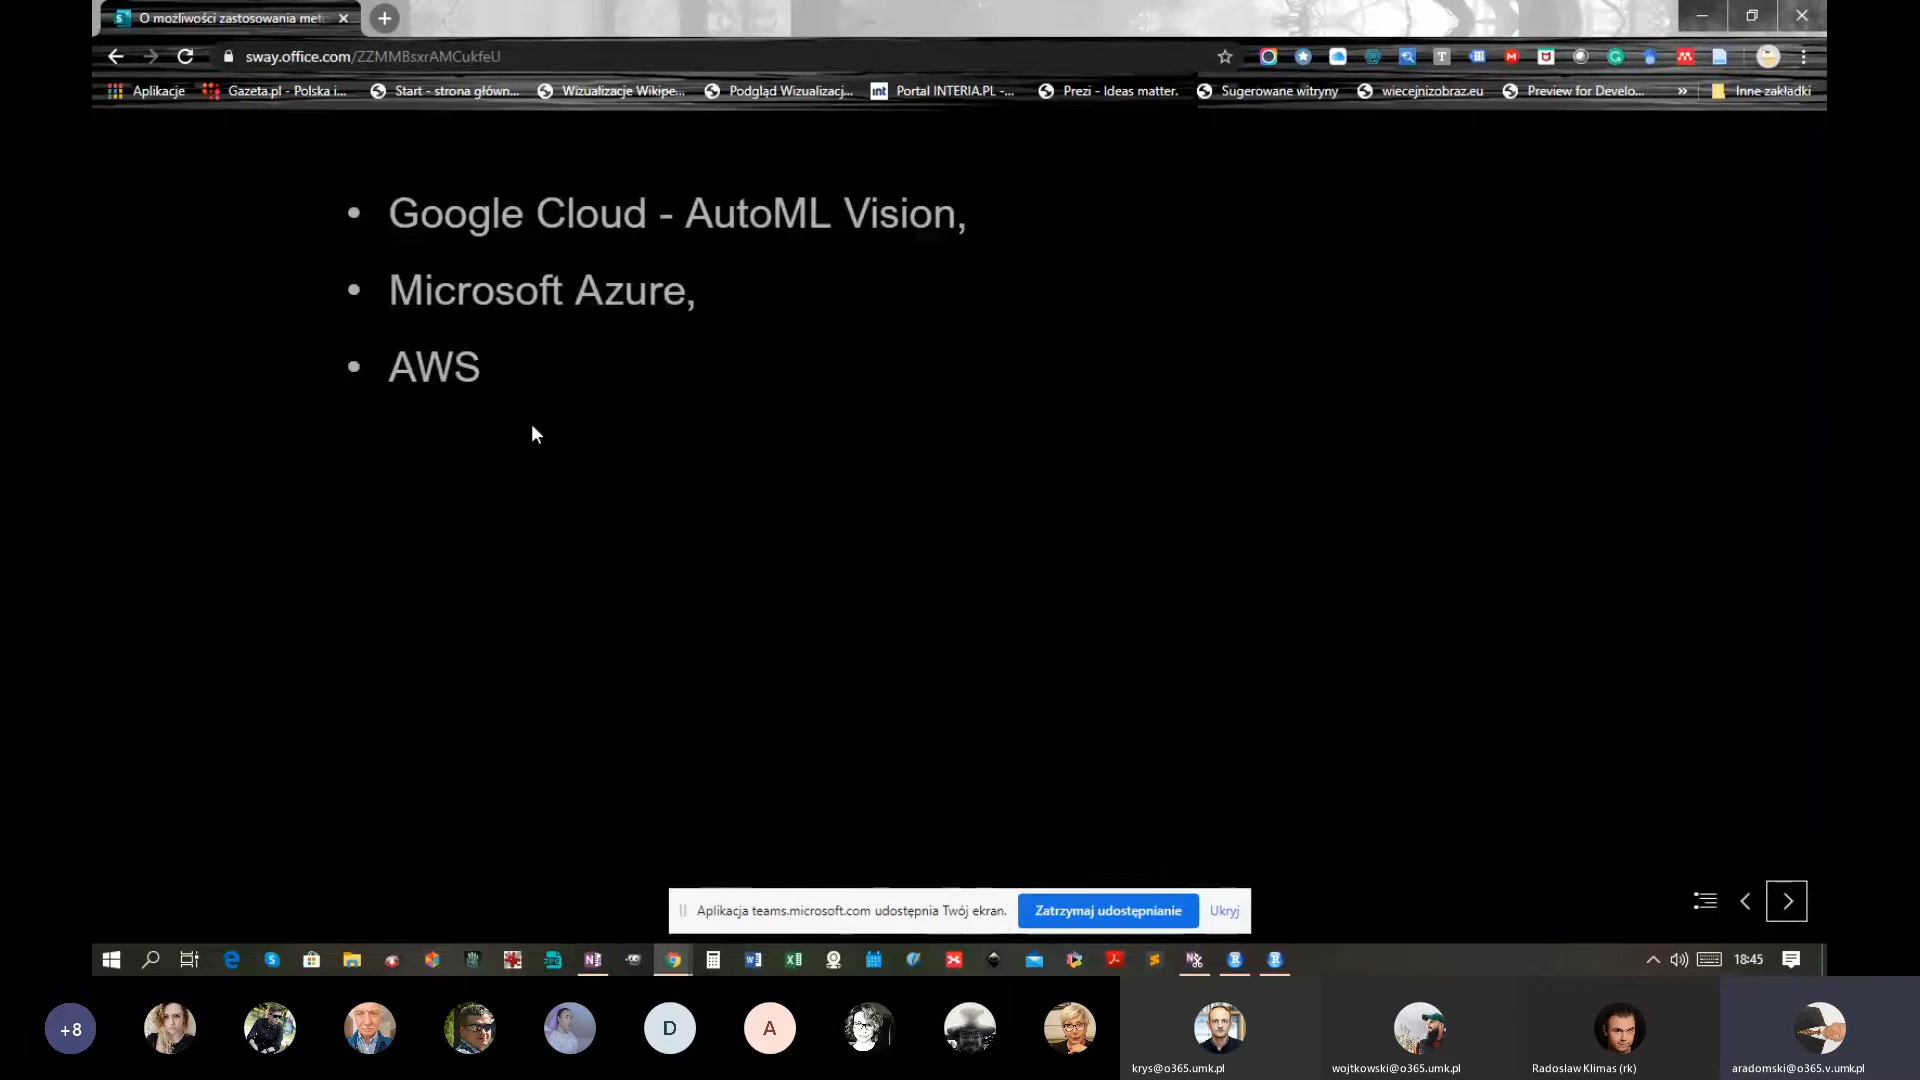 O możliwości zastosowania met
sway.office.com/ZZMMBsxrAMCukfeU
Aplikacje
Gazeta.pl - Polska i...
Start - strona główn...
Wizualizacje Wikipe...
Podgląd Wizualizacj...
Portal INTERIA.PL -...
Prezi - Ideas matter.
Sugerowane witryny
wiecejnizobraz.eu
Preview for Develo...
Inne zakładki
• Google Cloud - AutoML Vision,
• Microsoft Azure,
• AWS
Aplikacja teams.microsoft.com udostępnia Twój ekran.
Zatrzymaj udostępnianie
Ukryj
18:45
+8
D
A
krys@o365.umk.pl
wojtkowski@o365.umk.pl
Radosław Klimas (rk)
aradomski@o365.v.umk.pl